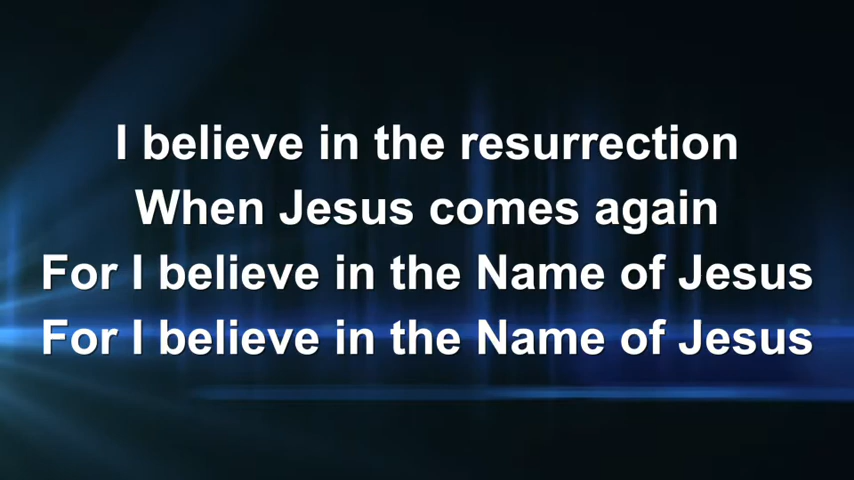 I believe in the resurrection
When Jesus comes again
For I believe in the Name of Jesus
For I believe in the Name of Jesus